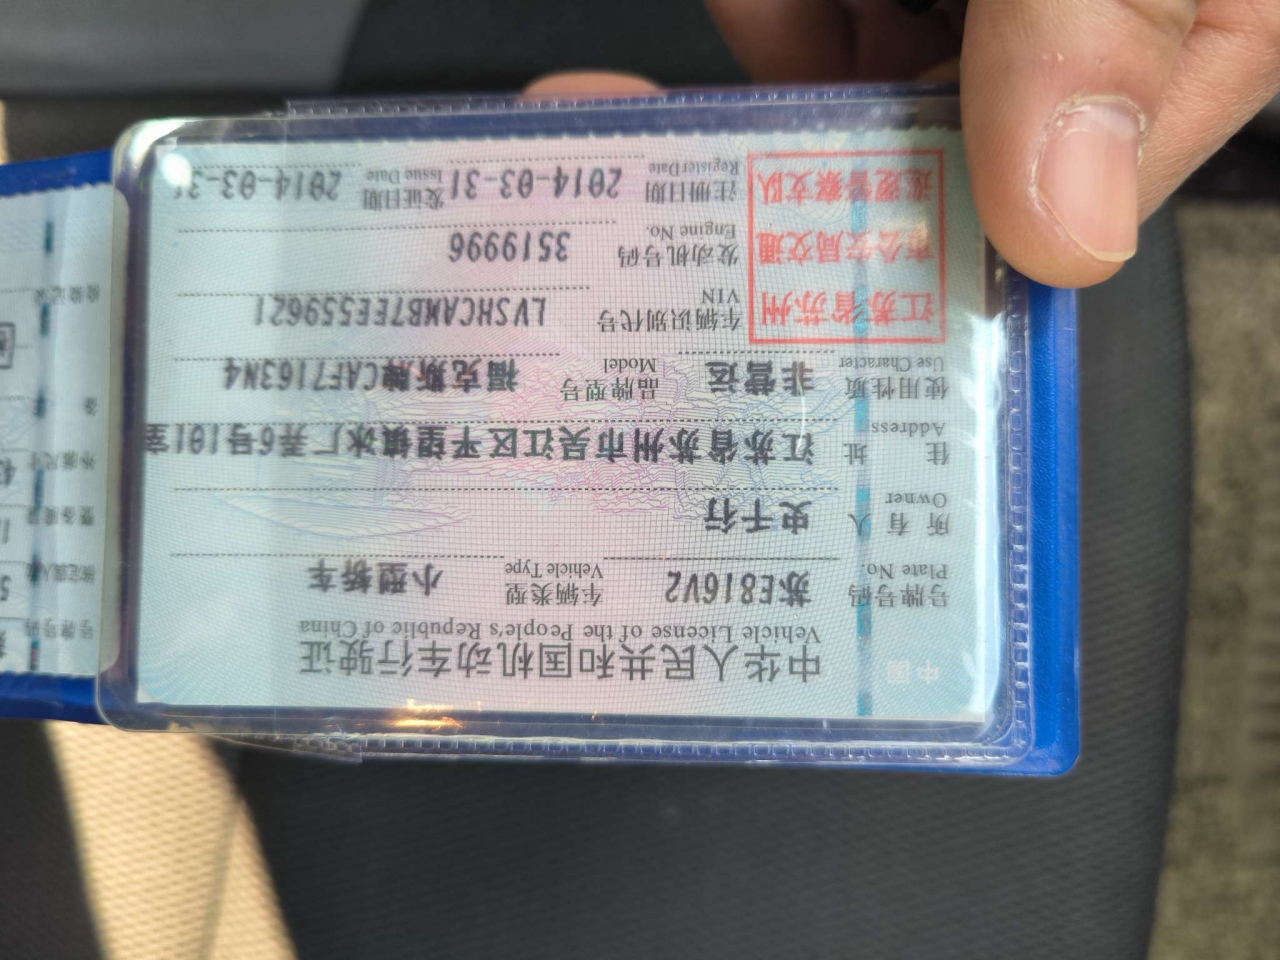 中国
中华人民共和国机动车行驶证
Vehicle License of the People's Republic of China
号牌号码 Plate No. 苏E816V2 车辆类型 Vehicle Type 小型轿车
所有人 Owner 史千行
住址 Address 江苏省苏州市吴江区平望镇冰厂弄6号101室
使用性质 Use Character 非营运 品牌型号 Model 福克斯牌CAF7163N4
车辆识别代号 VIN LVSHCAMB7EE559621
发动机号码 Engine No. 3519996
注册日期 Register Date 2014-03-31 发证日期 Issue Date 2014-03-31
江苏省苏州
市公安局交通
巡逻警察支队
号牌号码